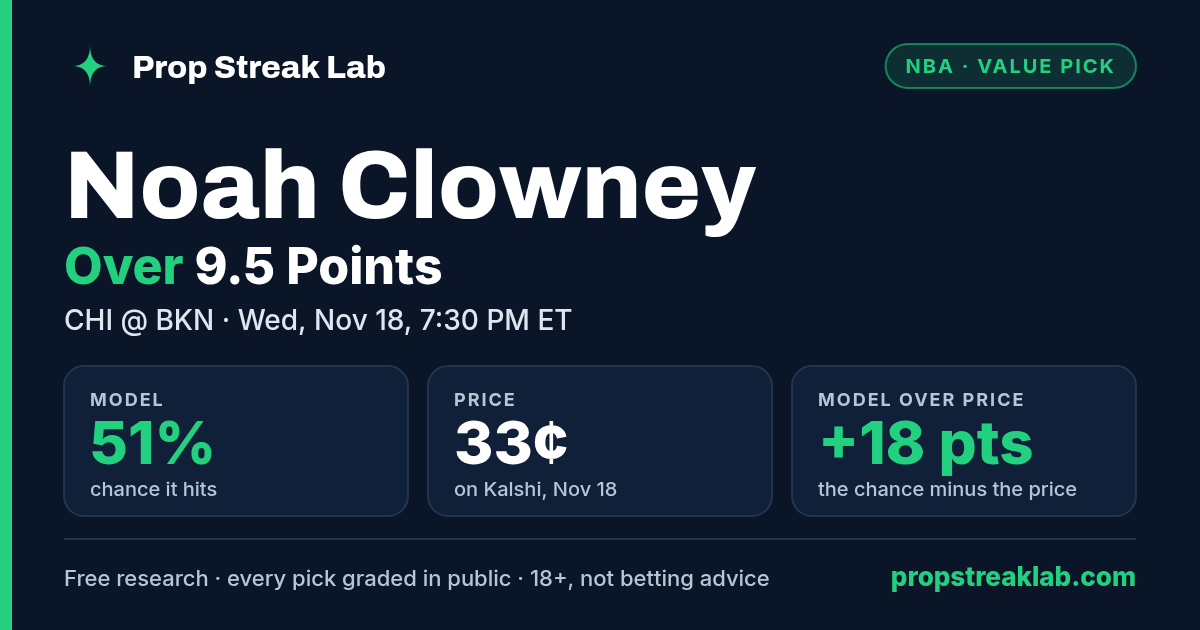 Prop Streak Lab
NBA · VALUE PICK
Noah Clowney
Over 9.5 Points
CHI @ BKN · Wed, Nov 18, 7:30 PM ET
MODEL
51%
chance it hits
PRICE
33¢
on Kalshi, Nov 18
MODEL OVER PRICE
+18 pts
the chance minus the price
Free research · every pick graded in public · 18+, not betting advice
propstreaklab.com